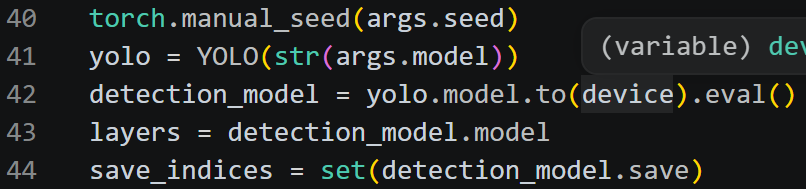 40 torch.manual_seed(args.seed)
41 yolo = YOLO(str(args.model))
(variable) dev
42 detection_model = yolo.model.to(device).eval()
43 layers = detection_model.model
44 save_indices = set(detection_model.save)